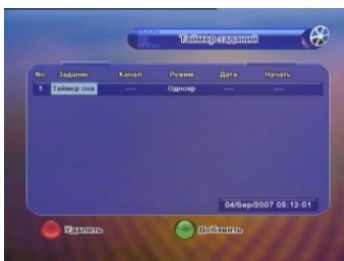 Таймер заданий
No Задание Канал Режим Дата Начать
1. Таймер сна ---- Однокр ---- ----
04/Sep/2007 05:12:01
Удалить Добавить